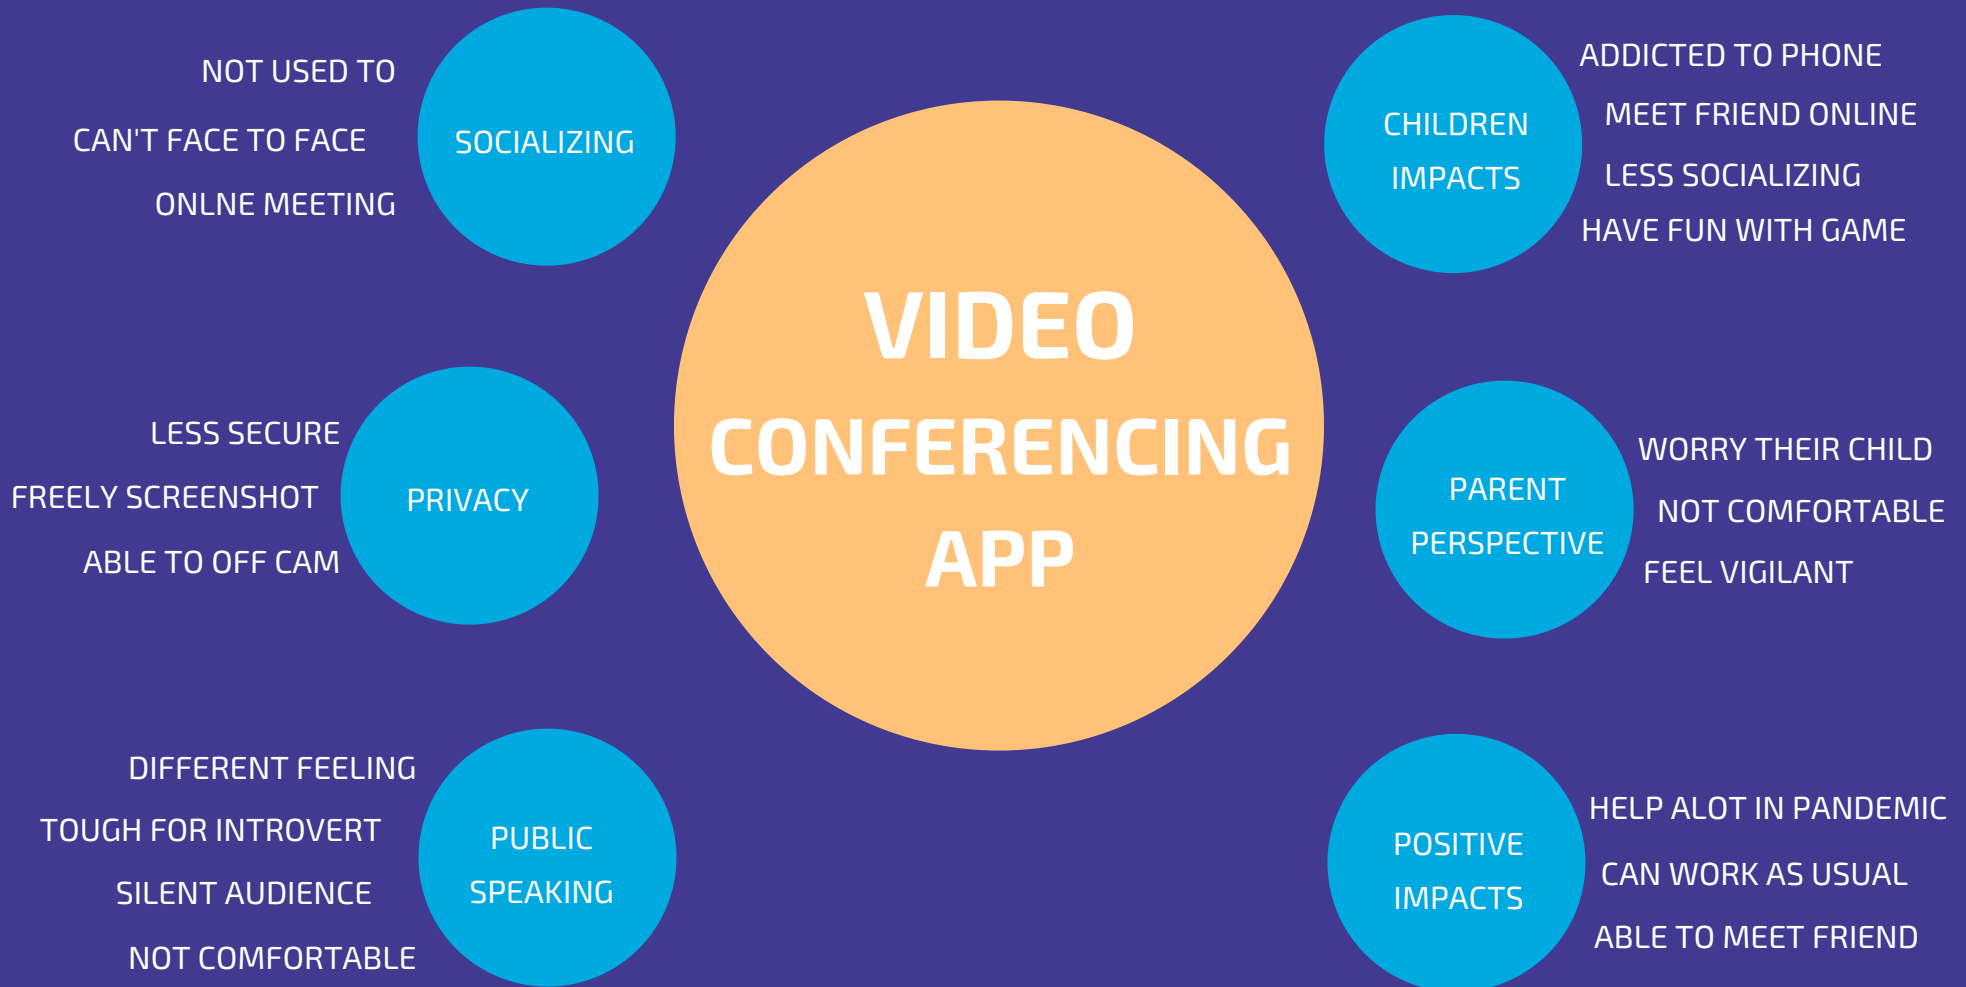 NOT USED TO
CAN'T FACE TO FACE
ONLNE MEETING
SOCIALIZING
LESS SECURE
FREELY SCREENSHOT
ABLE TO OFF CAM
PRIVACY
DIFFERENT FEELING
TOUGH FOR INTROVERT
SILENT AUDIENCE
NOT COMFORTABLE
PUBLIC
SPEAKING
VIDEO
CONFERENCING
APP
CHILDREN
IMPACTS
ADDICTED TO PHONE
MEET FRIEND ONLINE
LESS SOCIALIZING
HAVE FUN WITH GAME
PARENT
PERSPECTIVE
WORRY THEIR CHILD
NOT COMFORTABLE
FEEL VIGILANT
POSITIVE
IMPACTS
HELP ALOT IN PANDEMIC
CAN WORK AS USUAL
ABLE TO MEET FRIEND